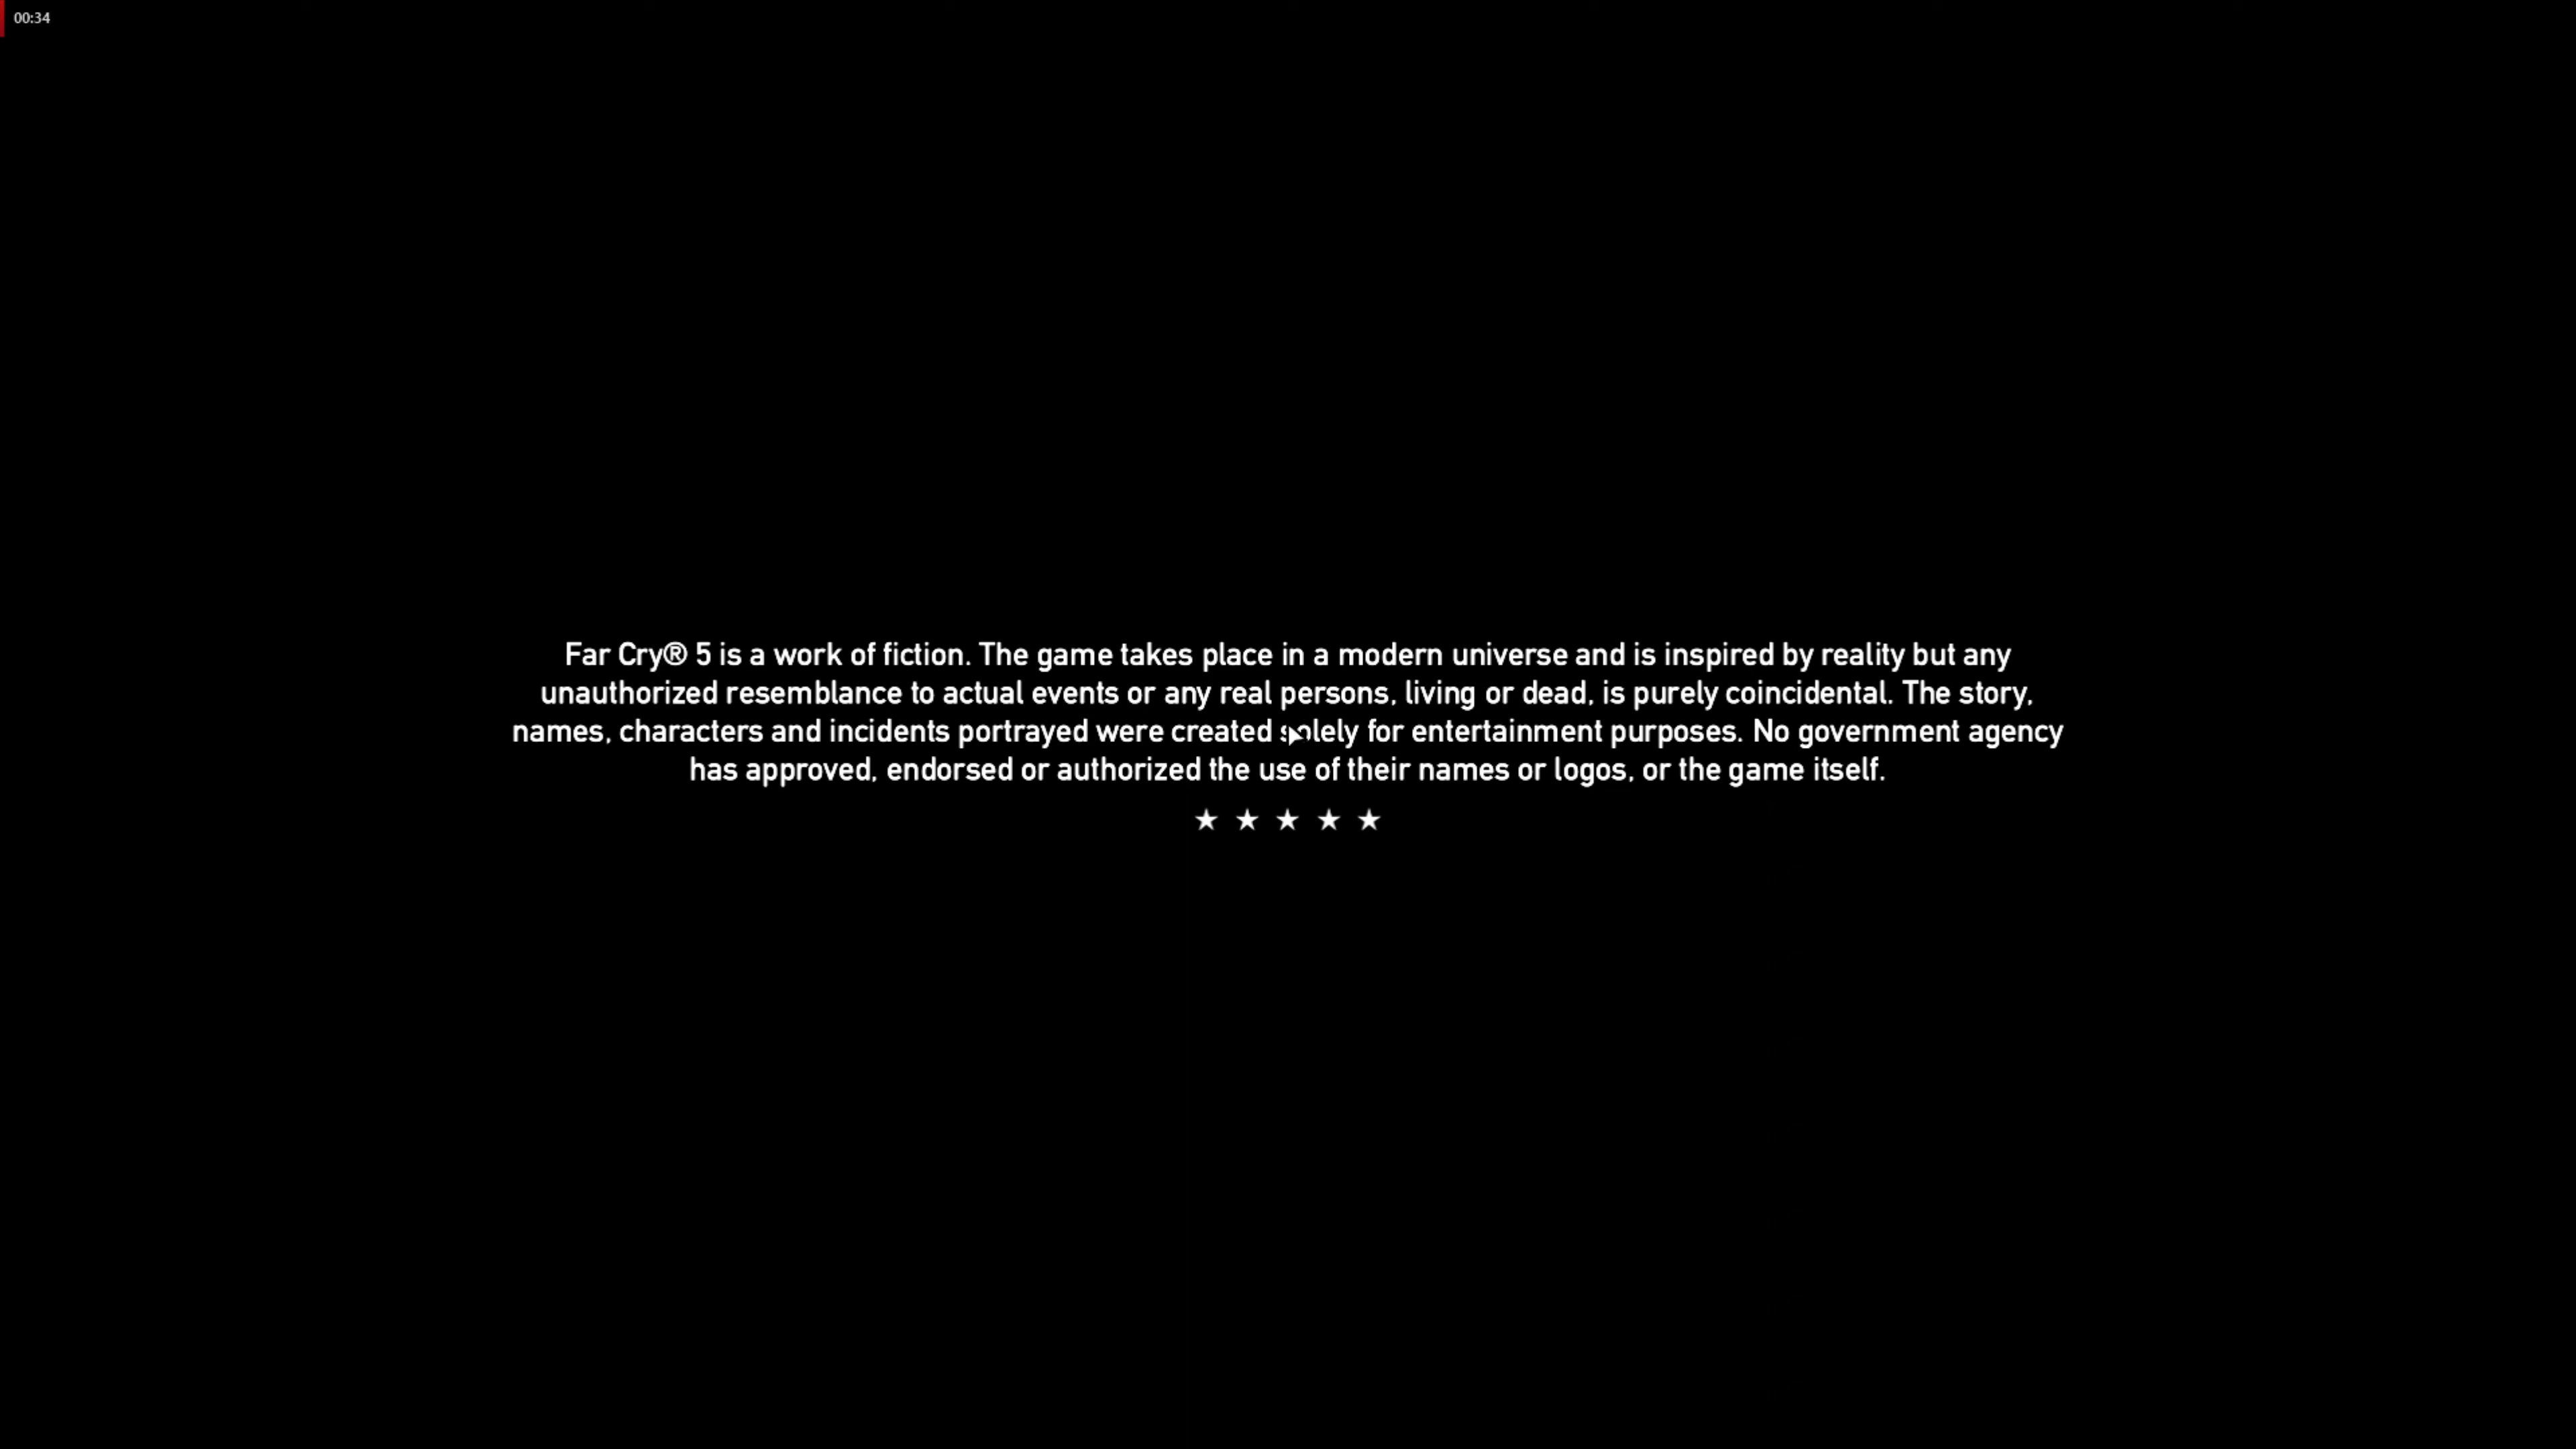 00:34
Far Cry® 5 is a work of fiction. The game takes place in a modern universe and is inspired by reality but any
unauthorized resemblance to actual events or any real persons, living or dead, is purely coincidental. The story,
names, characters and incidents portrayed were created solely for entertainment purposes. No government agency
has approved, endorsed or authorized the use of their names or logos, or the game itself.